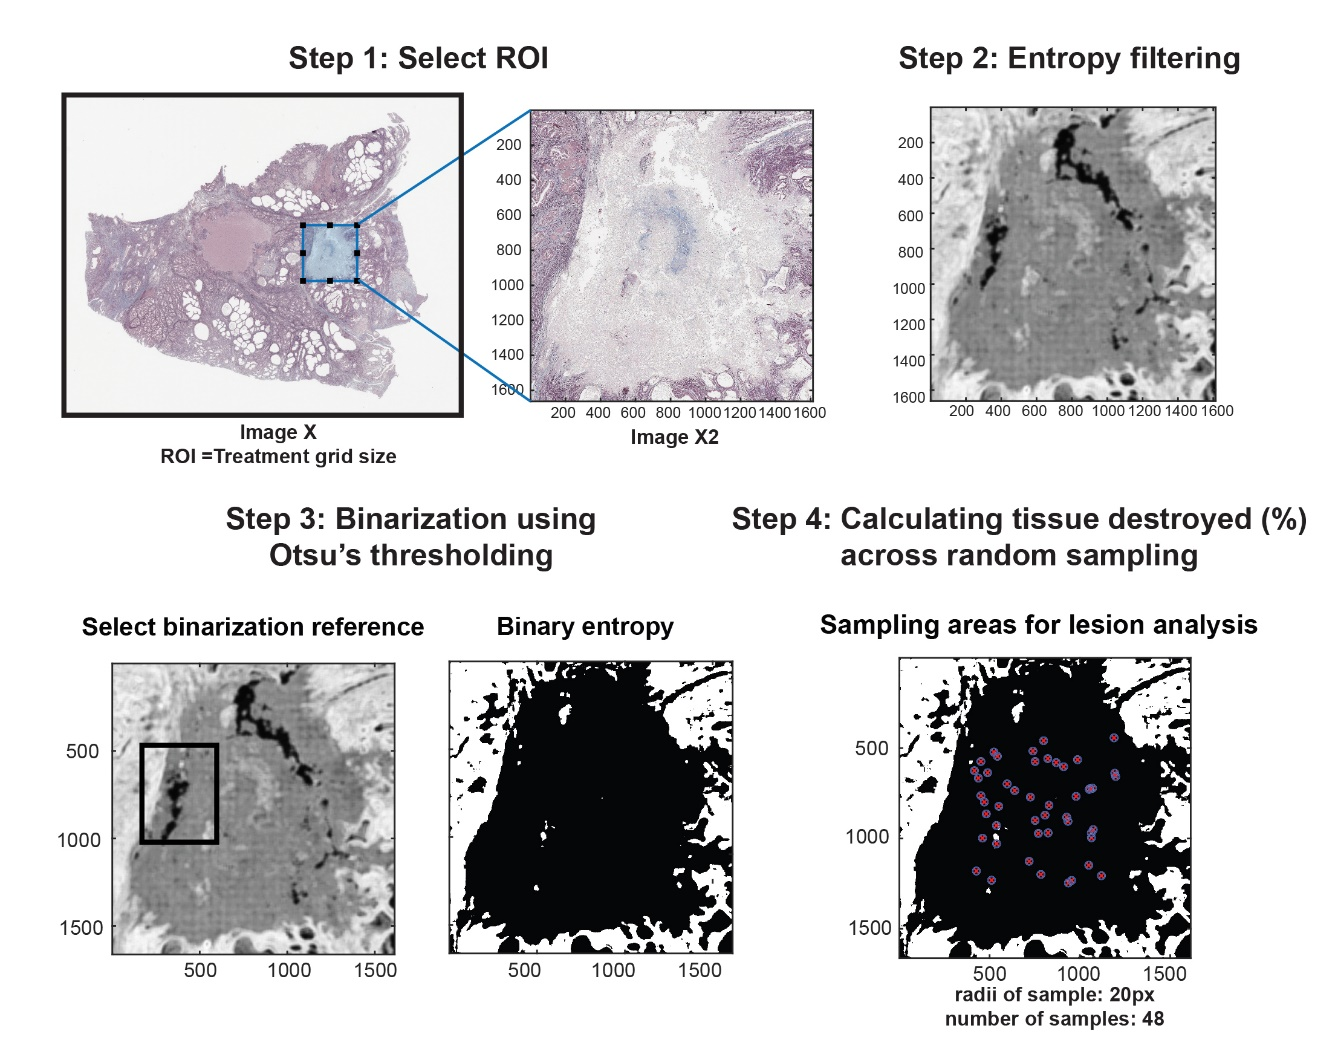 Step 1: Select ROI
Step 2: Entropy filtering
200
400
600
800
1000
1200
1400
1600
200 400 600 800 1000 1200 1400 1600
Image X
ROI =Treatment grid size
Image X2
200
400
600
800
1000
1200
1400
1600
200 400 600 800 1000 1200 1400 1600
Step 3: Binarization using
Otsu's thresholding
Step 4: Calculating tissue destroyed (%)
across random sampling
Select binarization reference
Binary entropy
Sampling areas for lesion analysis
500
1000
1500
500 1000 1500
500 1000 1500
500
1000
1500
500 1000 1500
radii of sample: 20px
number of samples: 48